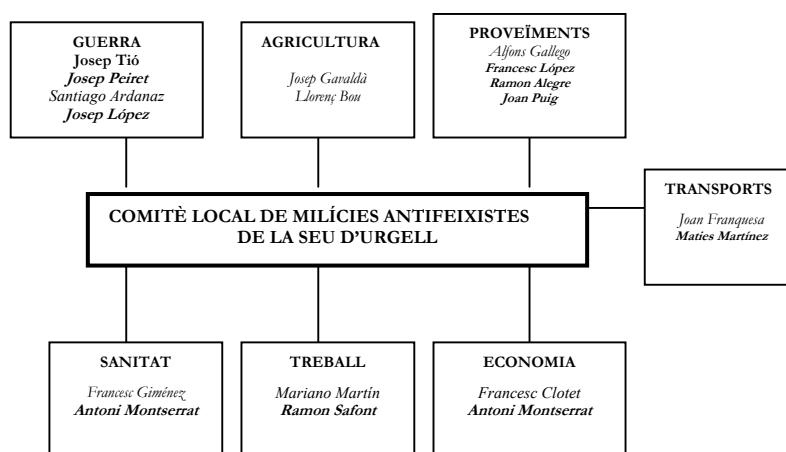 GUERRA
Josep Tió
Josep Peiret
Santiago Ardanaz
Josep López
AGRICULTURA
Josep Gavaldà
Llorenç Bou
PROVEÏMENTS
Alfons Gallego
Francesc López
Ramon Alegre
Joan Puig
COMITÈ LOCAL DE MILÍCIES ANTIFEIXISTES
DE LA SEU D'URGELL
TRANSPORTS
Joan Franquesa
Maties Martínez
SANITAT
Francesc Giménez
Antoni Montserrat
TREBALL
Mariano Martín
Ramon Safont
ECONOMIA
Francesc Clotet
Antoni Montserrat